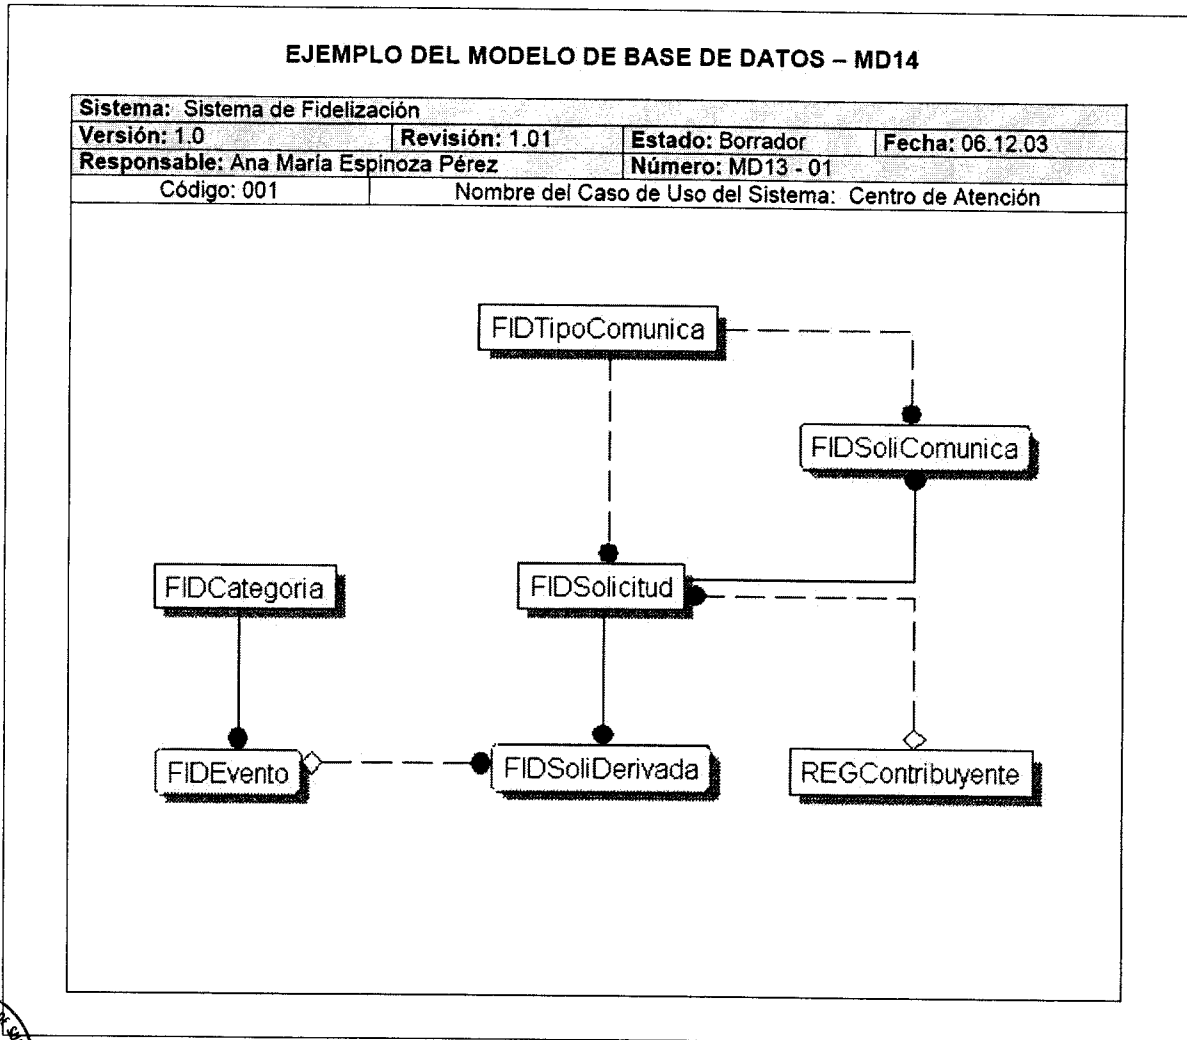 EJEMPLO DEL MODELO DE BASE DE DATOS – MD14
Sistema: Sistema de Fidelización
Versión: 1.0 Revisión: 1.01 Estado: Borrador Fecha: 06.12.03
Responsable: Ana María Espinoza Pérez Número: MD13 - 01
Código: 001 Nombre del Caso de Uso del Sistema: Centro de Atención
FIDTipoComunica
FIDSoliComunica
FIDCategoria
FIDSolicitud
FIDEvento
FIDSoliDerivada
REGContribuyente